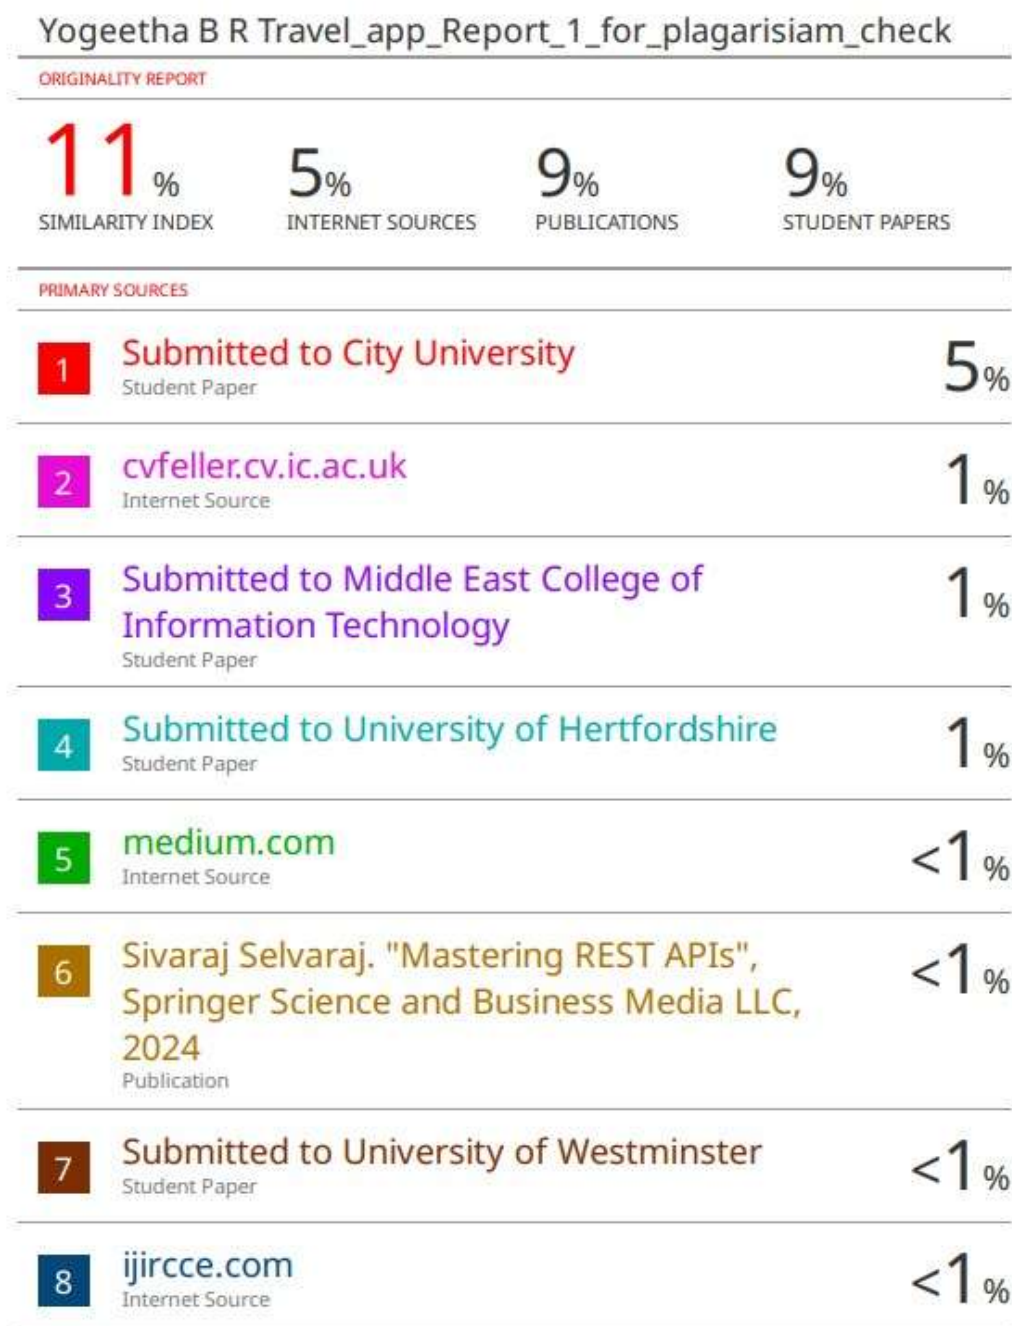 Yogeetha B R Travel_app_Report_1_for_plagarisiam_check
ORIGINALITY REPORT
11% 5% 9% 9%
SIMILARITY INDEX INTERNET SOURCES PUBLICATIONS STUDENT PAPERS
PRIMARY SOURCES
1 Submitted to City University 5%
Student Paper
2 cvfeller.cv.ic.ac.uk 1%
Internet Source
3 Submitted to Middle East College of 1%
Information Technology
Student Paper
4 Submitted to University of Hertfordshire 1%
Student Paper
5 medium.com <1%
Internet Source
6 Sivaraj Selvaraj. "Mastering REST APIs", <1%
Springer Science and Business Media LLC,
2024
Publication
7 Submitted to University of Westminster <1%
Student Paper
8 ijircce.com <1%
Internet Source